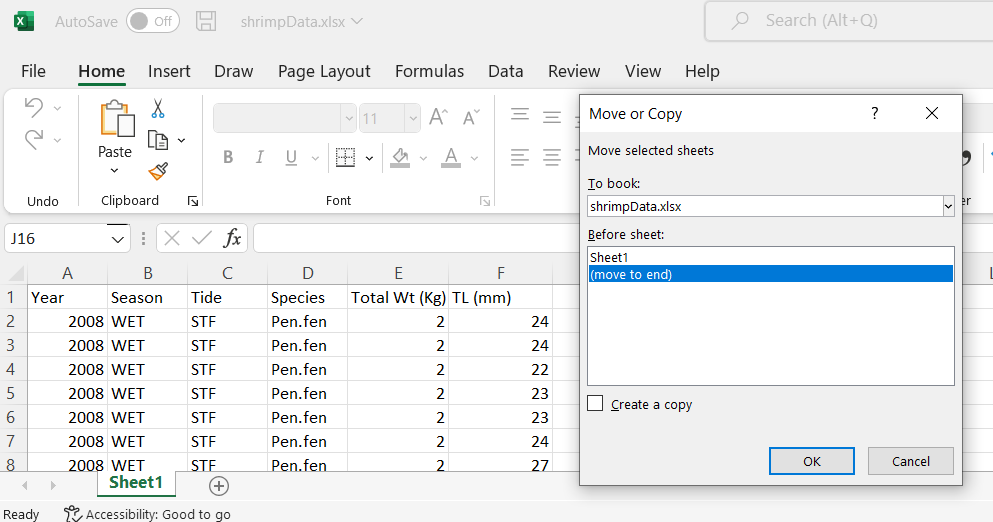 AutoSave Off shrimpData.xlsx Search (Alt+Q)
File Home Insert Draw Page Layout Formulas Data Review View Help
Paste
11 A A
B I U A
Undo Clipboard Font
J16 fx
A B C D E F
1 Year Season Tide Species Total Wt (Kg) TL (mm)
2 2008 WET STF Pen.fen 2 24
3 2008 WET STF Pen.fen 2 24
4 2008 WET STF Pen.fen 2 22
5 2008 WET STF Pen.fen 2 23
6 2008 WET STF Pen.fen 2 23
7 2008 WET STF Pen.fen 2 24
8 2008 WET STF Pen.fen 2 27
Sheet1
Ready Accessibility: Good to go
Move or Copy ?
Move selected sheets
To book:
shrimpData.xlsx
Before sheet:
Sheet1
(move to end)
Create a copy
OK Cancel